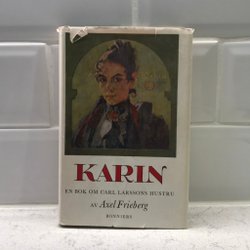 KARIN
EN BOK OM CARL LARSSONS HUSTRU
AV Axel Frieberg
BONNIERS